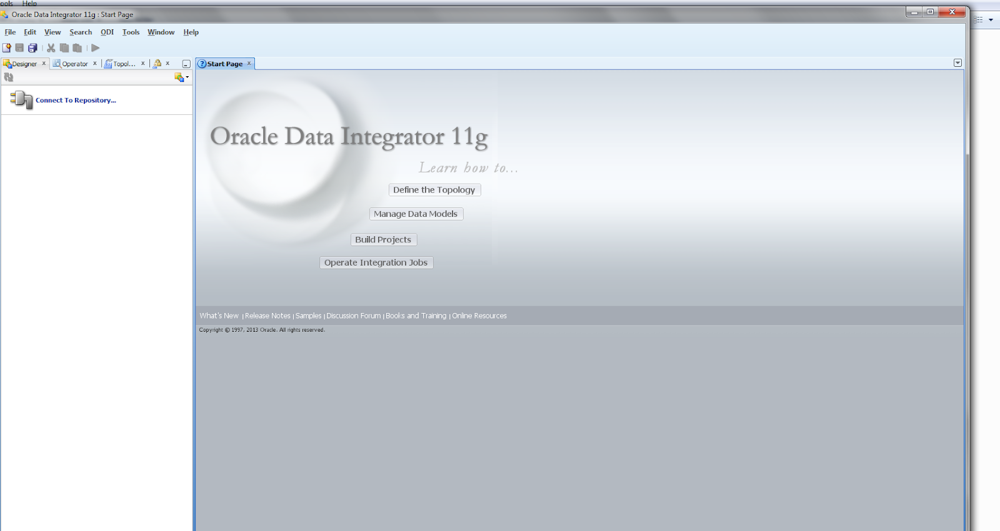 ools Help
Oracle Data Integrator 11g : Start Page
File Edit View Search ODI Tools Window Help
Designer x Operator x Topol... x x
Start Page x
Connect To Repository...
Oracle Data Integrator 11g
Learn how to...
Define the Topology
Manage Data Models
Build Projects
Operate Integration Jobs
What's New | Release Notes | Samples | Discussion Forum | Books and Training | Online Resources
Copyright © 1997, 2013 Oracle. All rights reserved.